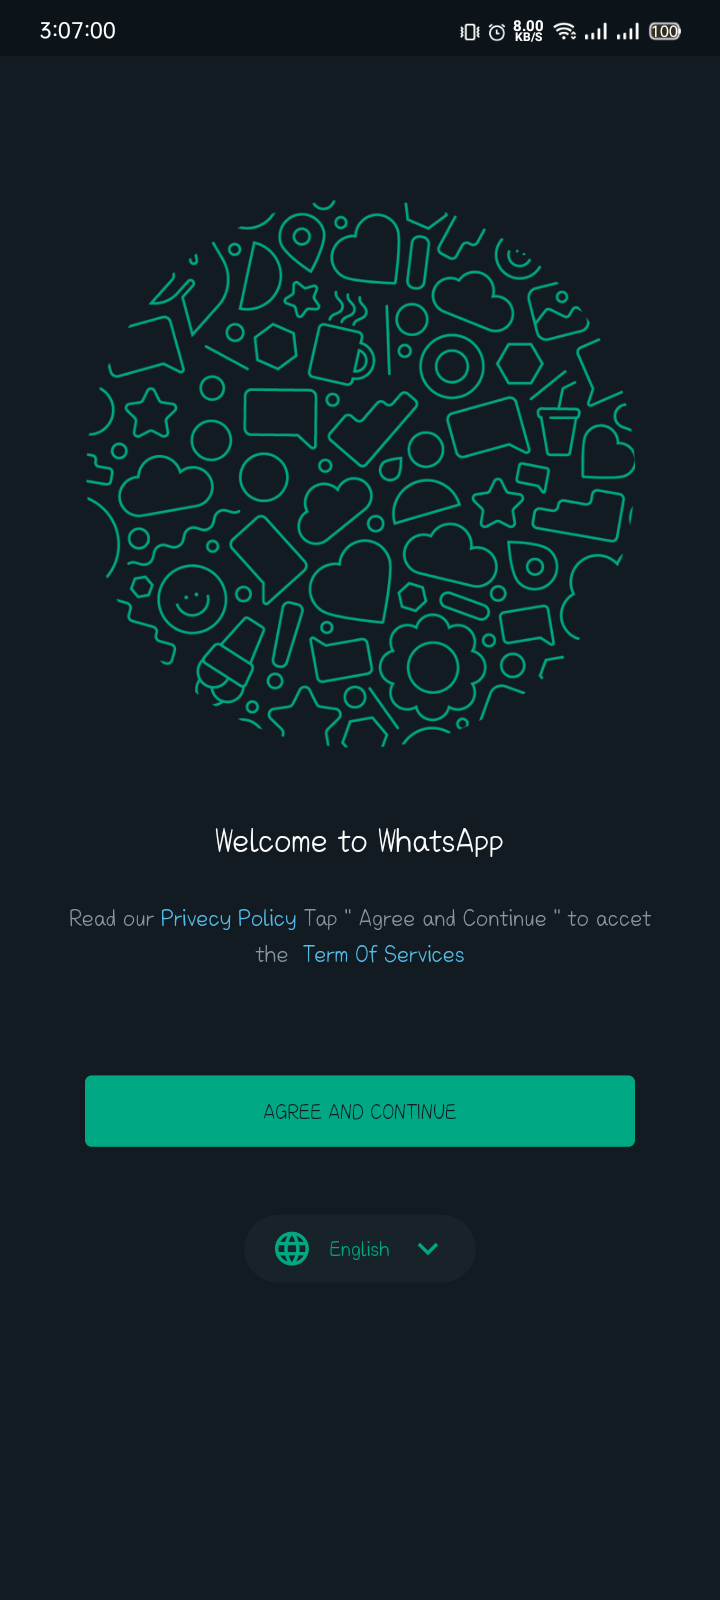 3:07:00
8.00
KB/S
100
Welcome to WhatsApp
Read our Privecy Policy Tap " Agree and Continue " to accet
the Term Of Services
AGREE AND CONTINUE
English